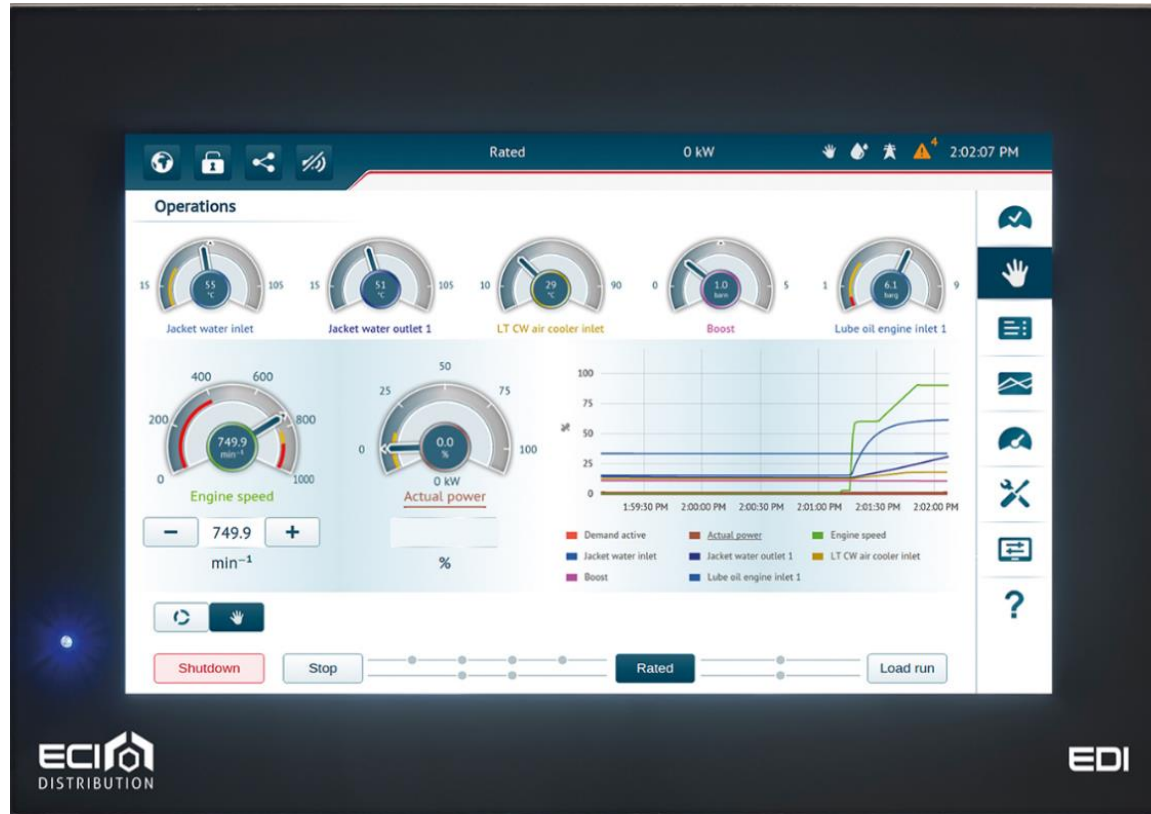 Rated 0 kW 4 2:02:07 PM
Operations
15 55 °C 105
15 51 °C 105
10 29 °C 90
0 1.0 barn 5
1 6.1 barg 9
Jacket water inlet
Jacket water outlet 1
LT CW air cooler inlet
Boost
Lube oil engine inlet 1
0 200 400 600 800 1000
749.9
min⁻¹
Engine speed
− 749.9 +
min⁻¹
0 25 50 75 100
0.0
%
0 kW
Actual power
%
100
75
50
25
0
%
1:59:30 PM 2:00:00 PM 2:00:30 PM 2:01:00 PM 2:01:30 PM 2:02:00 PM
Demand active Actual power Engine speed
Jacket water inlet Jacket water outlet 1 LT CW air cooler inlet
Boost Lube oil engine inlet 1
?
Shutdown Stop Rated Load run
ECI
DISTRIBUTION
EDI